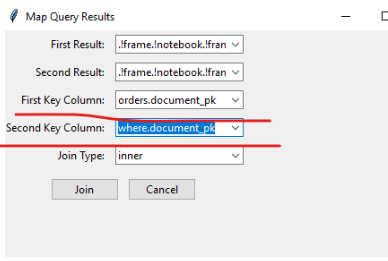 Map Query Results
First Result: .!frame.!notebook.!fran
Second Result: .!frame.!notebook.!fran
First Key Column: orders.document_pk
Second Key Column: where.document_pk
Join Type: inner
Join Cancel